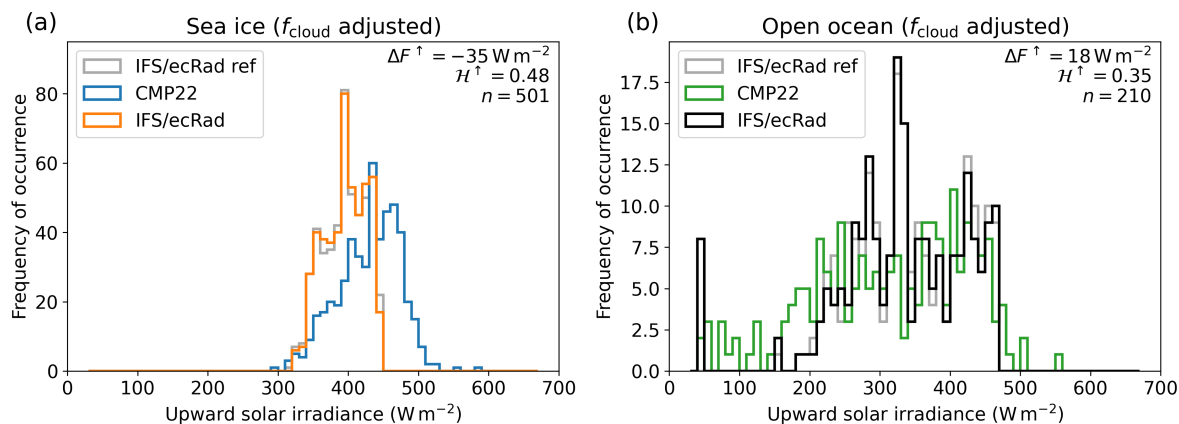 (a)
Sea ice (f_cloud adjusted)
IFS/ecRad ref
CMP22
IFS/ecRad
ΔF↑ = −35 W m⁻²
ℋ↑ = 0.48
n = 501
Frequency of occurrence
80
60
40
20
0
0 100 200 300 400 500 600 700
Upward solar irradiance (W m⁻²)
(b)
Open ocean (f_cloud adjusted)
IFS/ecRad ref
CMP22
IFS/ecRad
ΔF↑ = 18 W m⁻²
ℋ↑ = 0.35
n = 210
Frequency of occurrence
17.5
15.0
12.5
10.0
7.5
5.0
2.5
0.0
0 100 200 300 400 500 600 700
Upward solar irradiance (W m⁻²)